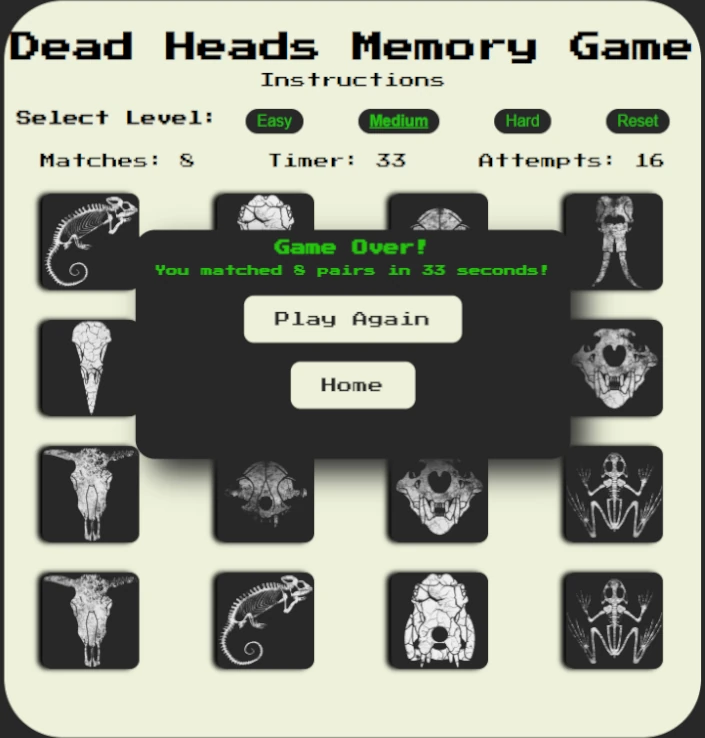 Dead Heads Memory Game
Instructions
Select Level: Easy Medium Hard Reset
Matches: 8 Timer: 33 Attempts: 16
Game Over!
You matched 8 pairs in 33 seconds!
Play Again
Home